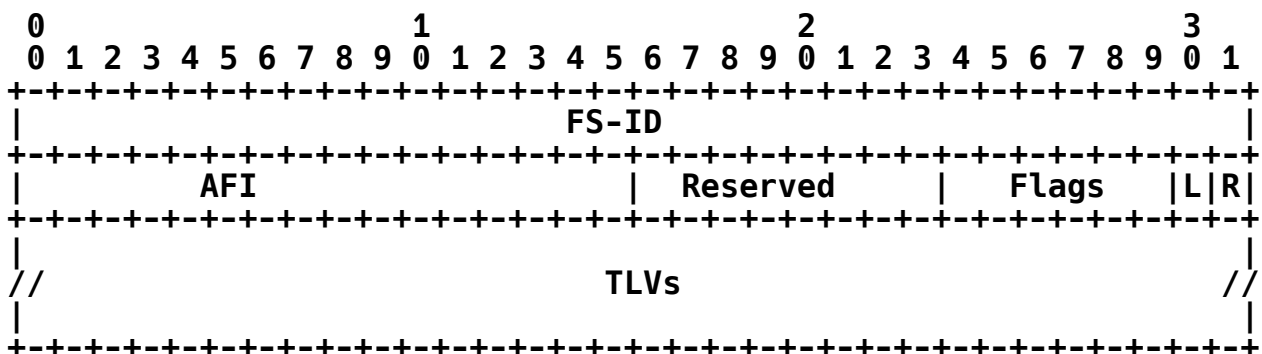 0                   1                   2                   3
 0 1 2 3 4 5 6 7 8 9 0 1 2 3 4 5 6 7 8 9 0 1 2 3 4 5 6 7 8 9 0 1
+-+-+-+-+-+-+-+-+-+-+-+-+-+-+-+-+-+-+-+-+-+-+-+-+-+-+-+-+-+-+-+-+
|                            FS-ID                              |
+-+-+-+-+-+-+-+-+-+-+-+-+-+-+-+-+-+-+-+-+-+-+-+-+-+-+-+-+-+-+-+-+
|         AFI                   |  Reserved     |   Flags   |L|R|
+-+-+-+-+-+-+-+-+-+-+-+-+-+-+-+-+-+-+-+-+-+-+-+-+-+-+-+-+-+-+-+-+
|                                                               |
//                             TLVs                            //
|                                                               |
+-+-+-+-+-+-+-+-+-+-+-+-+-+-+-+-+-+-+-+-+-+-+-+-+-+-+-+-+-+-+-+-+